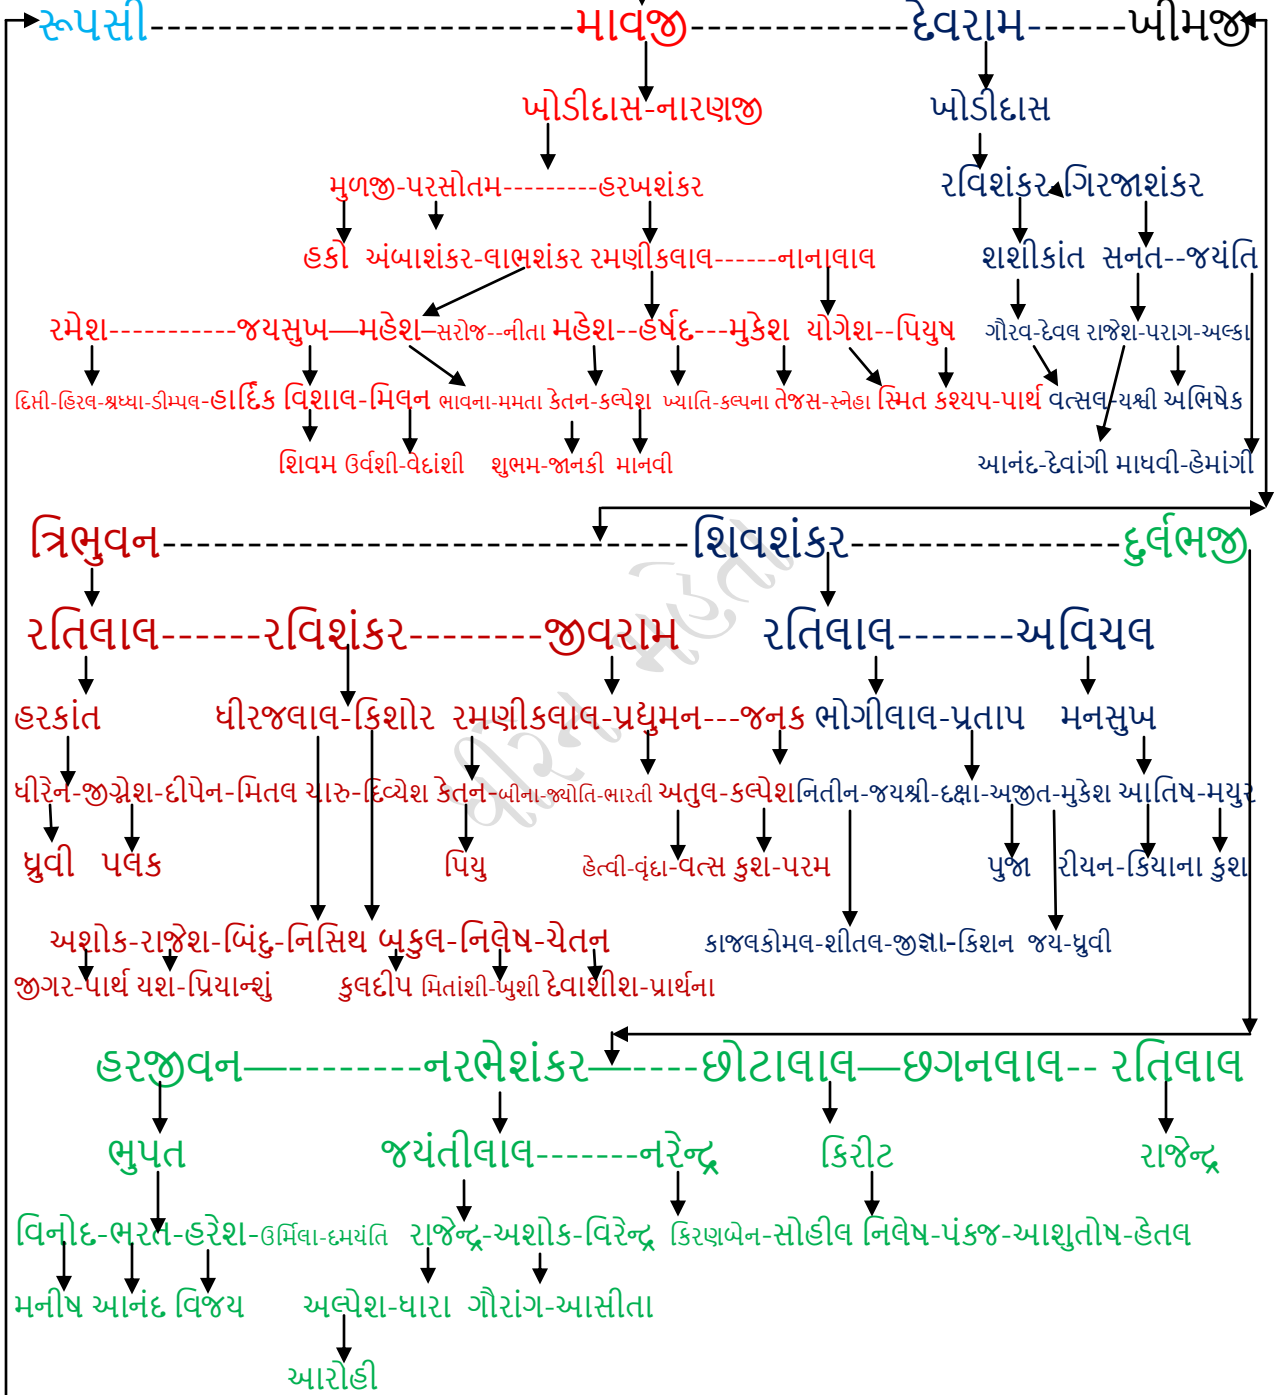 રૂપસી-----------------------માવજી------------દેવરામ------ખીમજી
ખોડીદાસ-નારણજી ખોડીદાસ
મુળજી-પરસોતમ---------હરખશંકર રવિશંકર-ગિરજાશંકર
હકો અંબાશંકર-લાભશંકર રમણીકલાલ------નાનાલાલ શશીકાંત સનત--જયંતિ
રમેશ-----------જયસુખ—મહેશ–સરોજ--નીતા મહેશ--હર્ષદ---મુકેશ યોગેશ--પિયુષ ગૌરવ-દેવલ રાજેશ-પરાગ-અલ્કા
દિપ્તી-હિરલ-શ્રધ્ધા-ડીમ્પલ-હાર્દિક વિશાલ-મિલન ભાવના-મમતા કેતન-કલ્પેશ ખ્યાતિ-કલ્પના તેજસ-સ્નેહા સ્મિત કશ્યપ-પાર્થ વત્સલ-યશ્વી અભિષેક
શિવમ ઉર્વશી-વેદાંશી શુભમ-જાનકી માનવી આનંદ-દેવાંગી માધવી-હેમાંગી
ત્રિભુવન------------------------------શિવશંકર---------------દુર્લભજી
રતિલાલ------રવિશંકર--------જીવરામ રતિલાલ-------અવિચલ
હરકાંત ધીરજલાલ-કિશોર રમણીકલાલ-પ્રદ્યુમન---જનક ભોગીલાલ-પ્રતાપ મનસુખ
ધીરેન-જીગ્નેશ-દીપેન-મિતલ ચારુ-દિવ્યેશ કેતન-બીના-જ્યોતિ-ભારતી અતુલ-કલ્પેશ નિતીન-જયશ્રી-દક્ષા-અજીત-મુકેશ આતિષ-મયુર
ધ્રુવી પલક પિયુ હેત્વી-વૃંદા-વત્સ કુશ-પરમ પુજા રીયન-કિયાના કુશ
અશોક-રાજેશ-બિંદુ-નિસિથ બકુલ-નિલેષ-ચેતન કાજલકોમલ-શીતલ-જીજ્ઞા-કિશન જય-ધ્રુવી
જીગર-પાર્થ યશ-પ્રિયાન્શું કુલદીપ મિતાંશી-ખુશી દેવાશીશ-પ્રાર્થના
હરજીવન—---------નરભેશંકર—-----છોટાલાલ—છગનલાલ-- રતિલાલ
ભુપત જયંતીલાલ-------નરેન્દ્ર કિરીટ રાજેન્દ્ર
વિનોદ-ભરત-હરેશ-ઉર્મિલા-દમયંતિ રાજેન્દ્ર-અશોક-વિરેન્દ્ર કિરણબેન-સોહીલ નિલેષ-પંકજ-આશુતોષ-હેતલ
મનીષ આનંદ વિજય અલ્પેશ-ધારા ગૌરાંગ-આસીતા
આરોહી
ધીરેન મહેતા